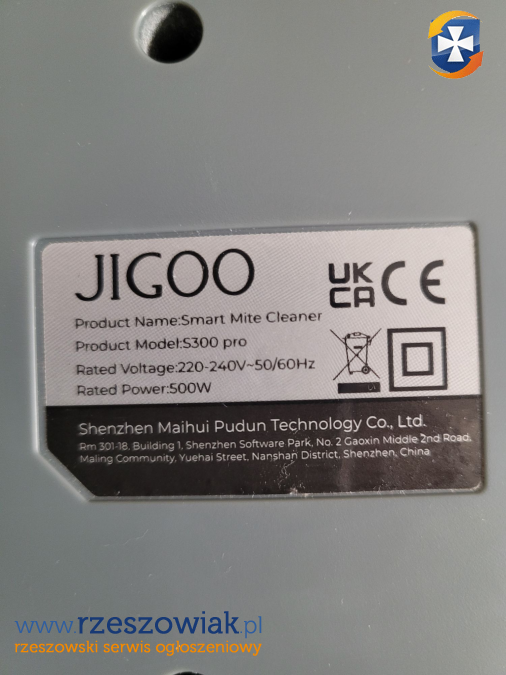 JIGOO
UK
CA CE
Product Name:Smart Mite Cleaner
Product Model:S300 pro
Rated Voltage:220-240V~50/60Hz
Rated Power:500W
Shenzhen Maihui Pudun Technology Co., Ltd.
Rm 301-18, Building 1, Shenzhen Software Park, No. 2 Gaoxin Middle 2nd Road,
Maling Community, Yuehai Street, Nanshan District, Shenzhen, China
www.rzeszowiak.pl
rzeszowski serwis ogłoszeniowy